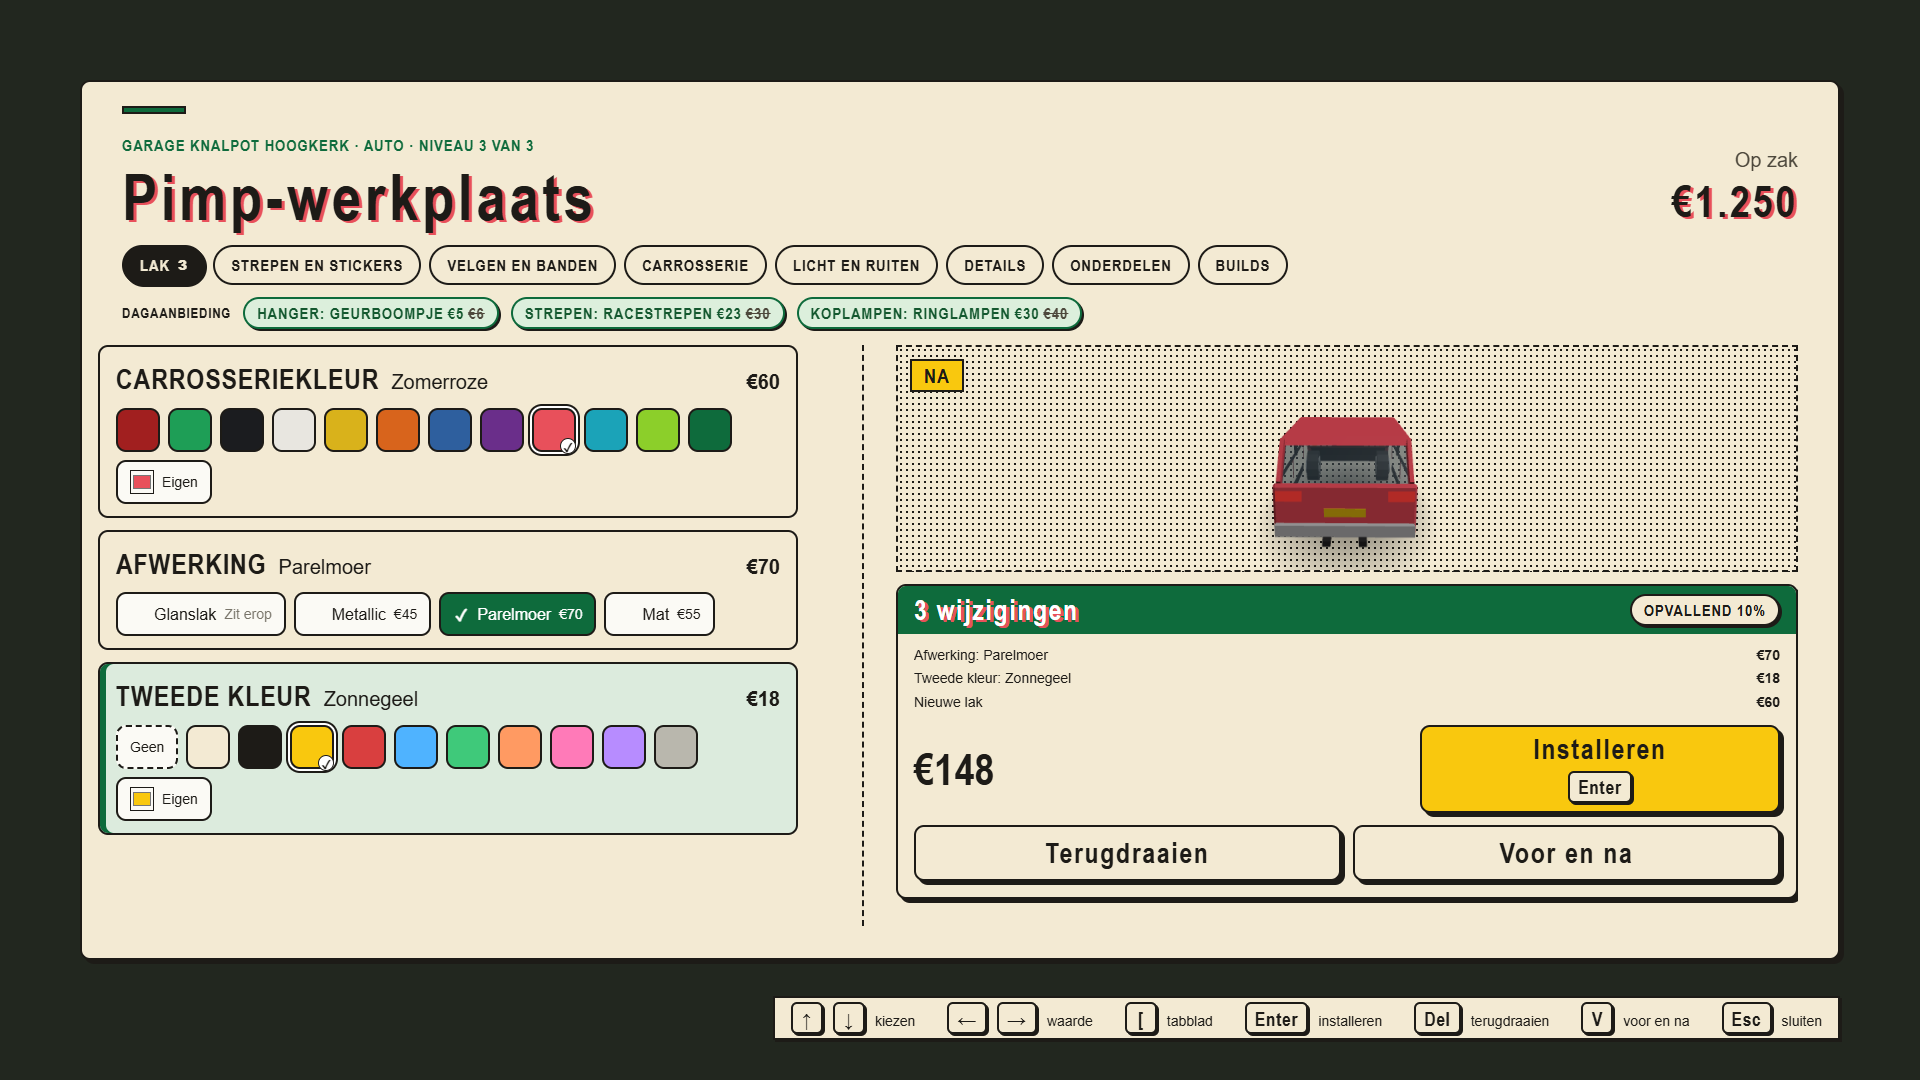 GARAGE KNALPOT HOOGKERK · AUTO · NIVEAU 3 VAN 3
Pimp-werkplaats
Op zak
€1.250
LAK 3
STREPEN EN STICKERS
VELGEN EN BANDEN
CARROSSERIE
LICHT EN RUITEN
DETAILS
ONDERDELEN
BUILDS
DAGAANBIEDING
HANGER: GEURBOOMPJE €5 €6
STREPEN: RACESTREPEN €23 €30
KOPLAMPEN: RINGLAMPEN €30 €40
CARROSSERIEKLEUR Zomerroze €60
Eigen
AFWERKING Parelmoer €70
Glanslak Zit erop
Metallic €45
✓ Parelmoer €70
Mat €55
TWEEDE KLEUR Zonnegeel €18
Geen
Eigen
NA
3 wijzigingen
OPVALLEND 10%
Afwerking: Parelmoer €70
Tweede kleur: Zonnegeel €18
Nieuwe lak €60
€148
Installeren
Enter
Terugdraaien
Voor en na
↑ ↓ kiezen
← → waarde
[ tabblad
Enter installeren
Del terugdraaien
V voor en na
Esc sluiten